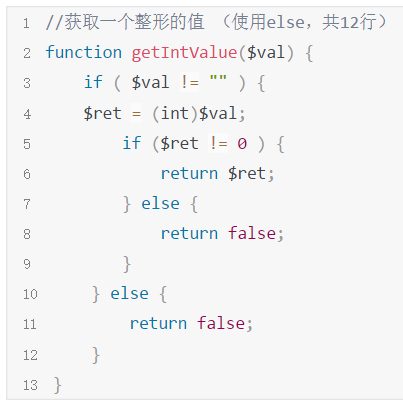 1 //获取一个整形的值 （使用else，共12行）
2 function getIntValue($val) {
3     if ( $val != "" ) {
4     $ret = (int)$val;
5         if ($ret != 0 ) {
6             return $ret;
7         } else {
8             return false;
9         }
10     } else {
11         return false;
12     }
13 }